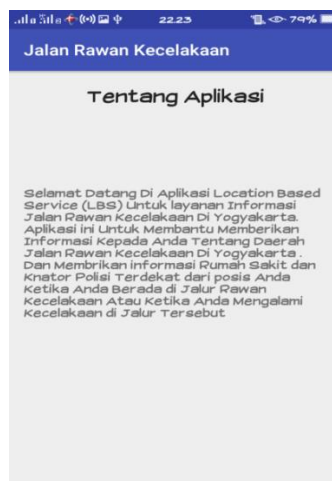 22.23
79%
Jalan Rawan Kecelakaan
Tentang Aplikasi
Selamat Datang Di Aplikasi Location Based
Service (LBS) Untuk layanan Informasi
Jalan Rawan Kecelakaan Di Yogyakarta.
Aplikasi ini Untuk Membantu Memberikan
Informasi Kepada Anda Tentang Daerah
Jalan Rawan Kecelakaan Di Yogyakarta .
Dan Membrikan informasi Rumah Sakit dan
Knator Polisi Terdekat dari posis Anda
Ketika Anda Berada di Jalur Rawan
Kecelakaan Atau Ketika Anda Mengalami
Kecelakaan di Jalur Tersebut